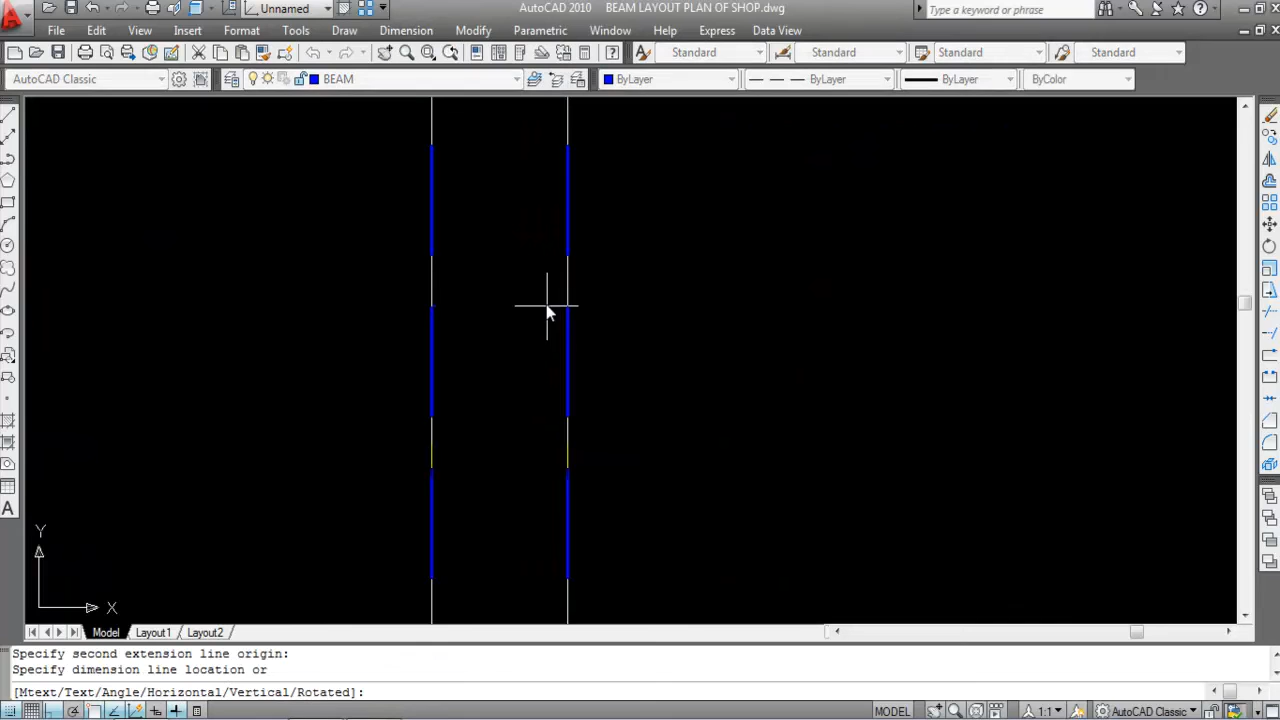 Unnamed
AutoCAD 2010 BEAM LAYOUT PLAN OF SHOP.dwg
Type a keyword or phrase
File Edit View Insert Format Tools Draw Dimension Modify Parametric Window Help Express Data View
Standard Standard Standard Standard
AutoCAD Classic BEAM ByLayer ByLayer ByLayer ByColor
Y
X
Model Layout1 Layout2
Specify second extension line origin:
Specify dimension line location or
[Mtext/Text/Angle/Horizontal/Vertical/Rotated]:
MODEL 1:1 AutoCAD Classic